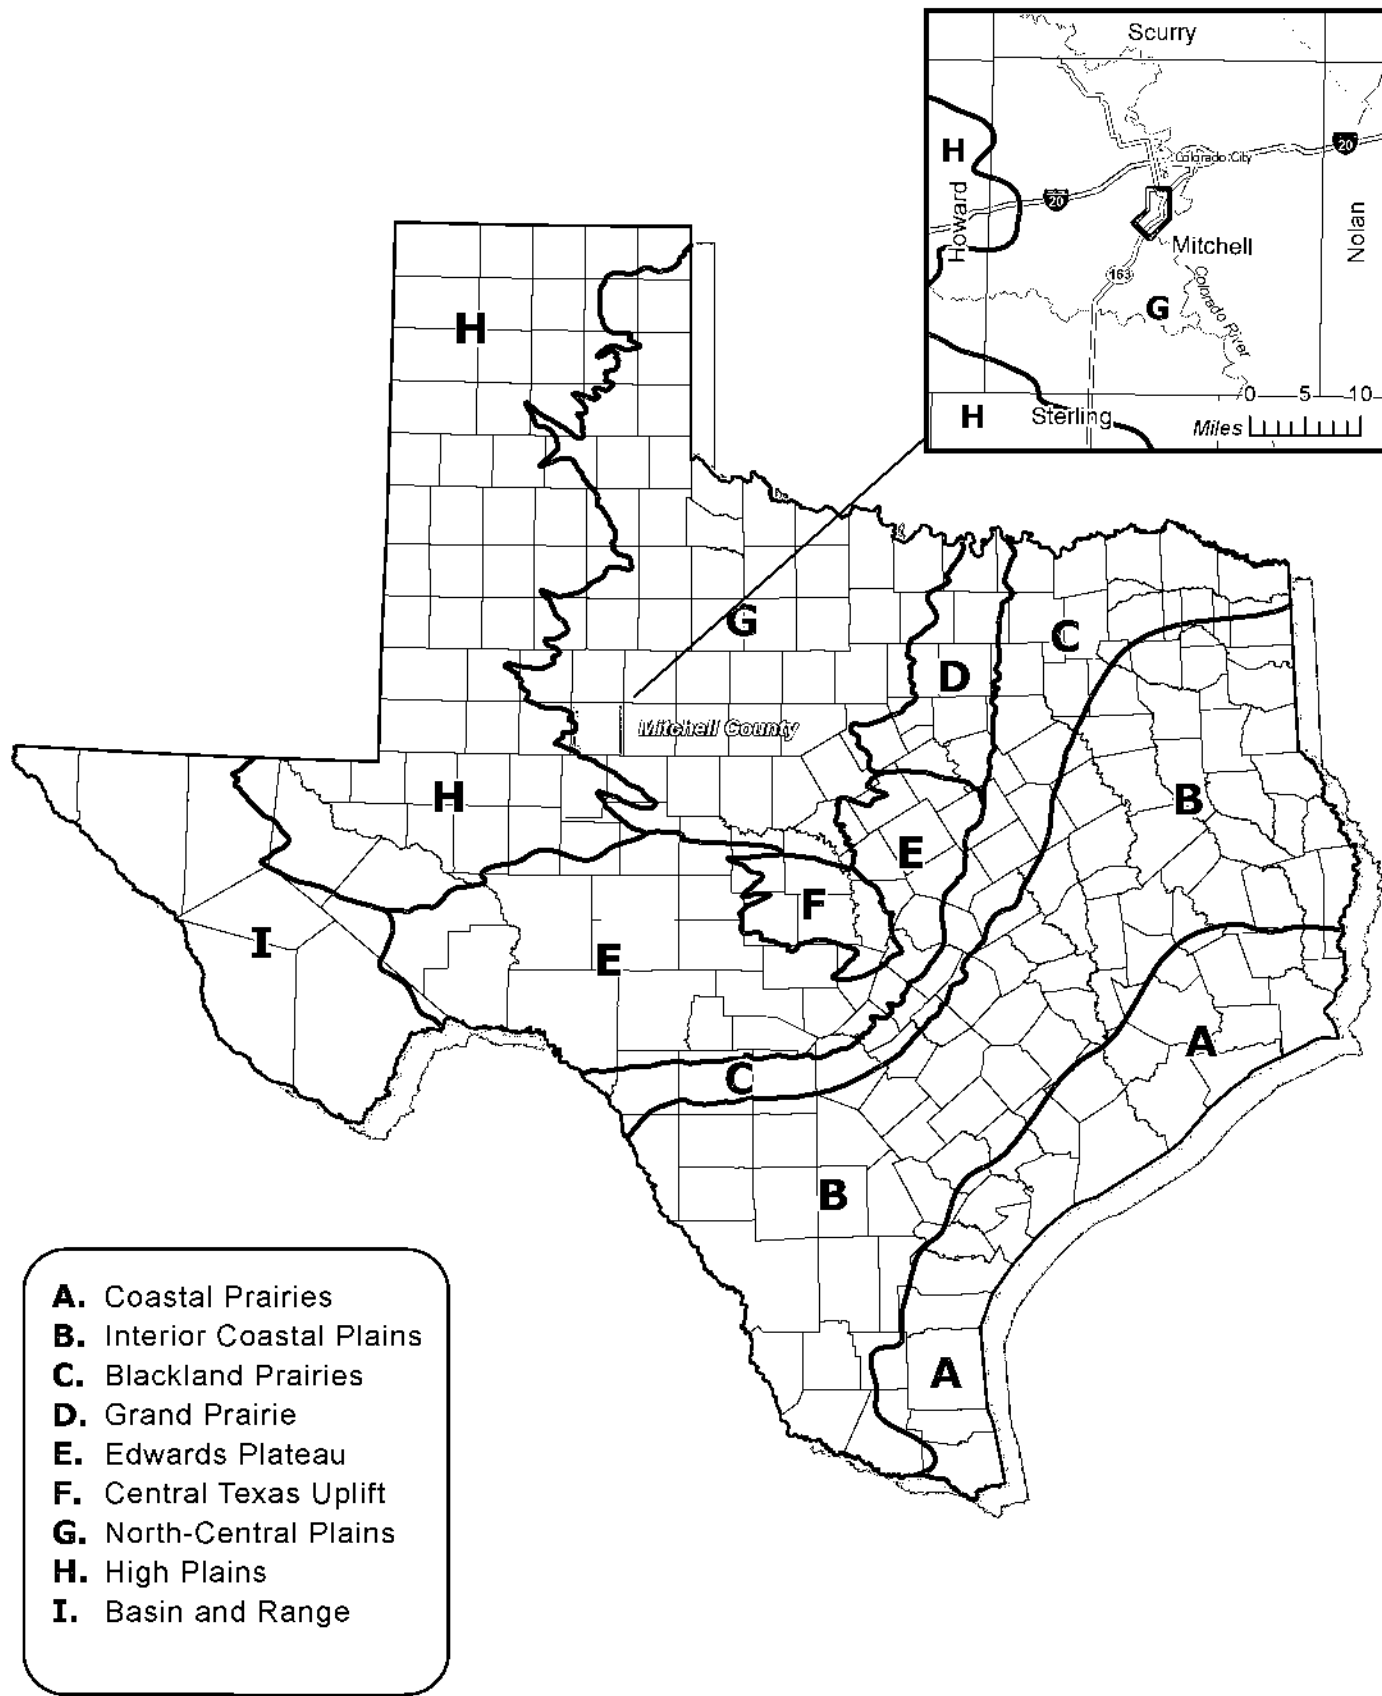 Scurry
H
20
Colorado City
20
Howard
Nolan
Mitchell
163
Colorado River
G
H
Sterling
0 5 10
Miles
H
G
C
D
Mitchell County
H
B
E
F
I
E
A
C
B
A
A. Coastal Prairies
B. Interior Coastal Plains
C. Blackland Prairies
D. Grand Prairie
E. Edwards Plateau
F. Central Texas Uplift
G. North-Central Plains
H. High Plains
I. Basin and Range